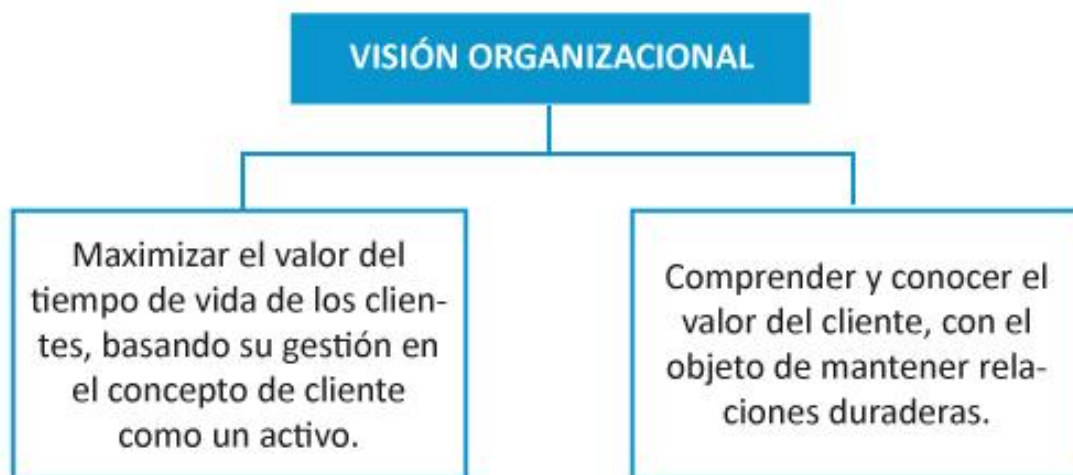 VISIÓN ORGANIZACIONAL
Maximizar el valor del
tiempo de vida de los clien-
tes, basando su gestión en
el concepto de cliente
como un activo.
Comprender y conocer el
valor del cliente, con el
objeto de mantener rela-
ciones duraderas.